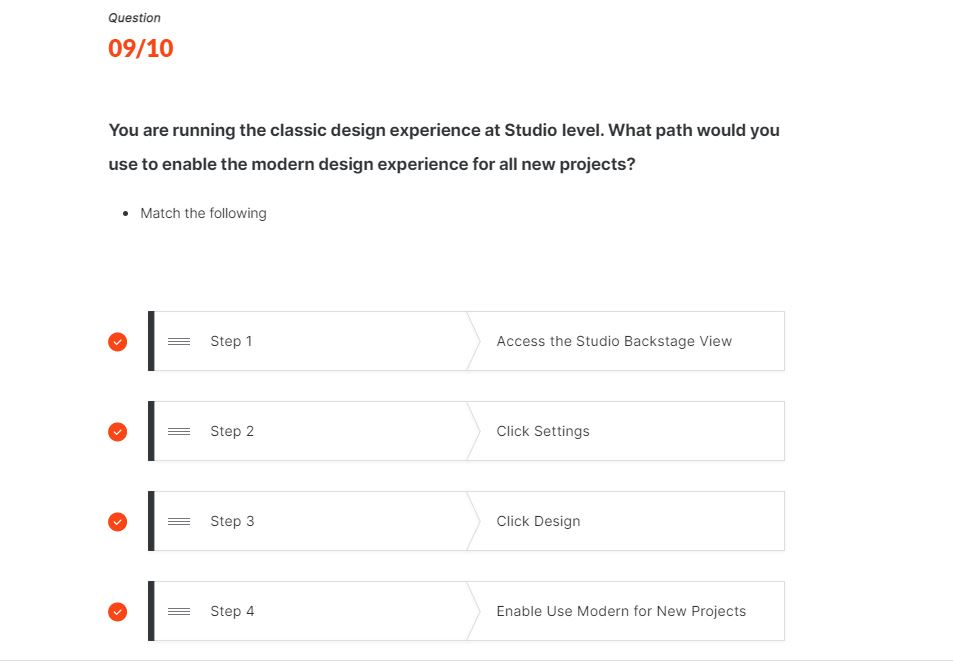 Question
09/10
You are running the classic design experience at Studio level. What path would you
use to enable the modern design experience for all new projects?
Match the following
Step 1 Access the Studio Backstage View
Step 2 Click Settings
Step 3 Click Design
Step 4 Enable Use Modern for New Projects